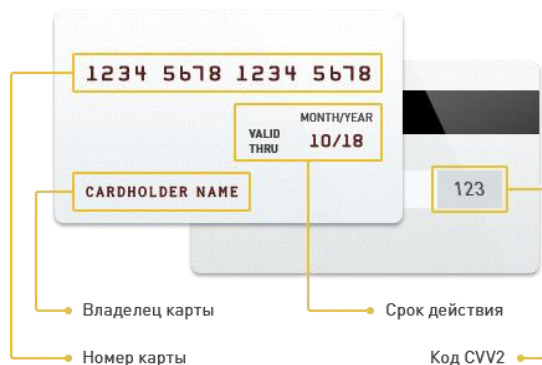 1234 5678 1234 5678
MONTH/YEAR
VALID THRU 10/18
CARDHOLDER NAME
123
Владелец карты
Срок действия
Номер карты
Код CVV2